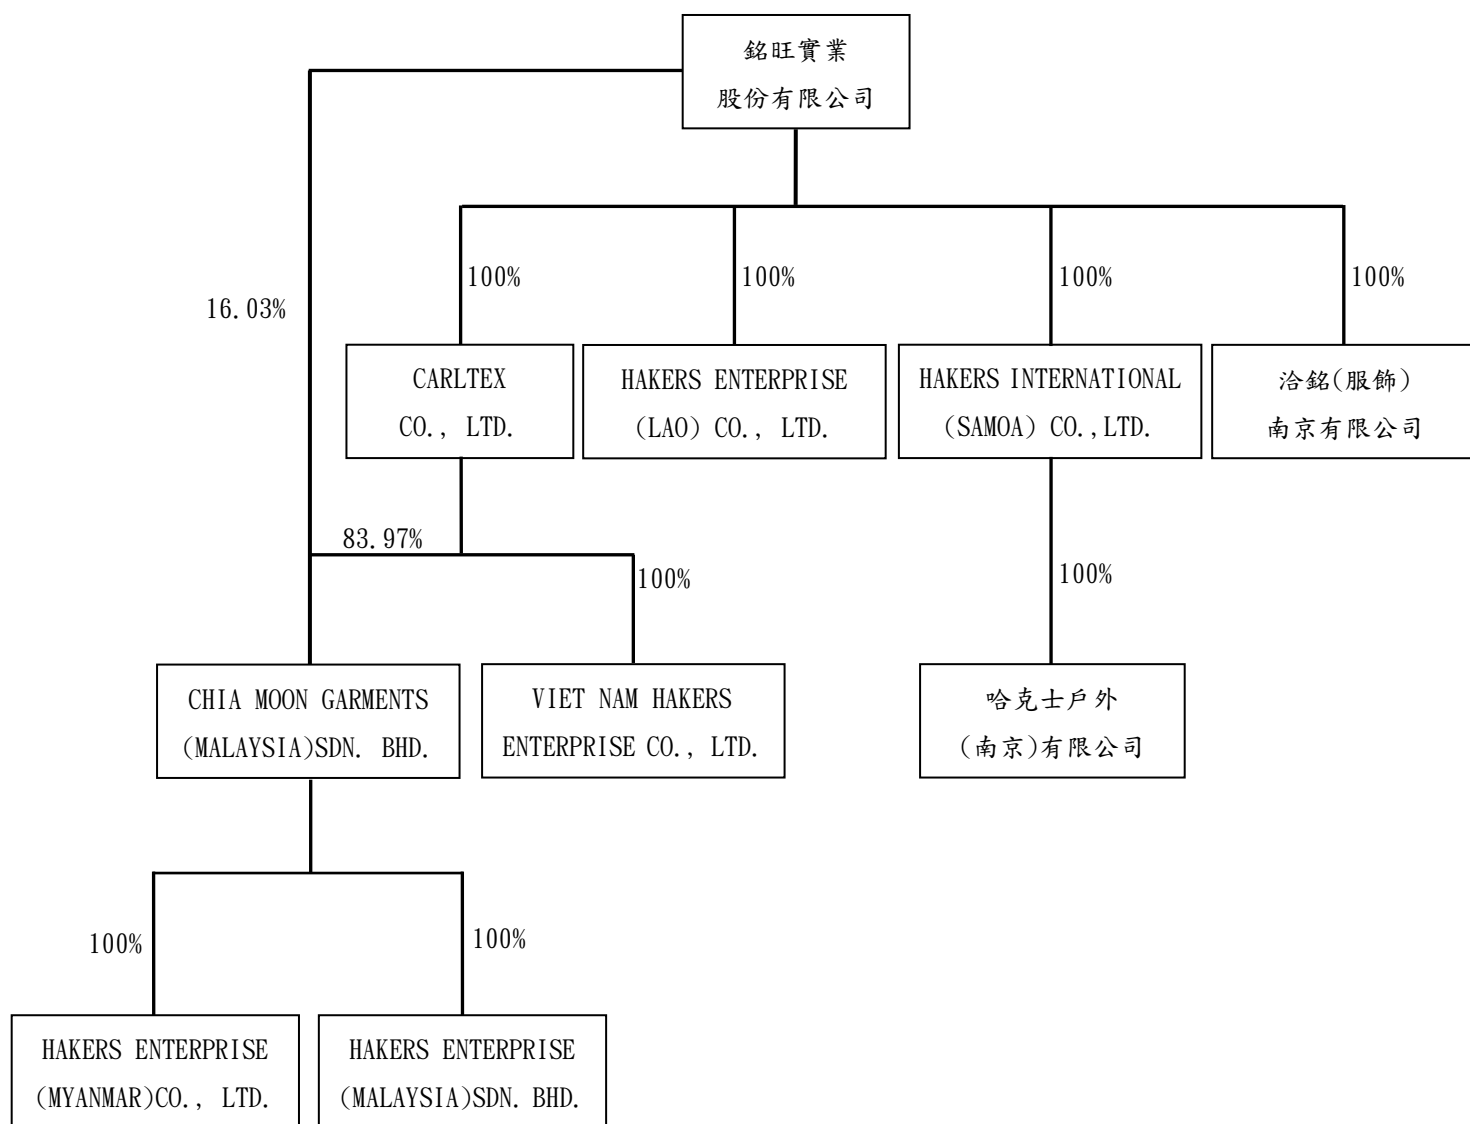 銘旺實業
股份有限公司
16.03%
100%
100%
100%
100%
CARLTEX
CO., LTD.
HAKERS ENTERPRISE
(LAO) CO., LTD.
HAKERS INTERNATIONAL
(SAMOA) CO.,LTD.
洽銘(服飾)
南京有限公司
83.97%
100%
100%
CHIA MOON GARMENTS
(MALAYSIA)SDN. BHD.
VIET NAM HAKERS
ENTERPRISE CO., LTD.
哈克士戶外
(南京)有限公司
100%
100%
HAKERS ENTERPRISE
(MYANMAR)CO., LTD.
HAKERS ENTERPRISE
(MALAYSIA)SDN. BHD.